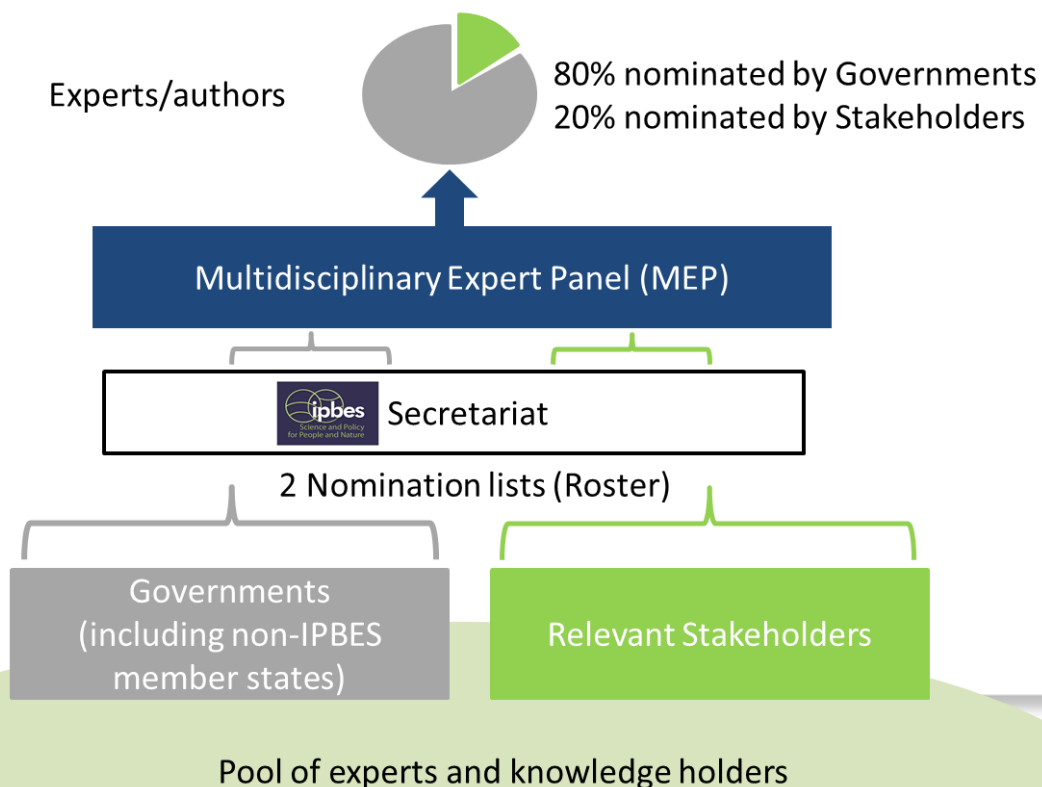 Experts/authors
80% nominated by Governments
20% nominated by Stakeholders
Multidisciplinary Expert Panel (MEP)
ipbes
Science and Policy
for People and Nature
Secretariat
2 Nomination lists (Roster)
Governments
(including non-IPBES
member states)
Relevant Stakeholders
Pool of experts and knowledge holders